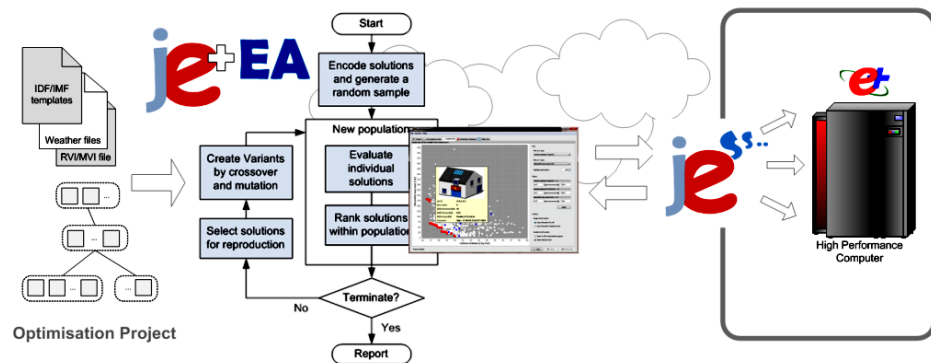 IDF/IMF
templates
Weather files
RVI/MVI file
...
...
...
...
Optimisation Project
je+EA
Start
Encode solutions
and generate a
random sample
New population
Evaluate
individual
solutions
Rank solutions
within population
Create Variants
by crossover
and mutation
Select solutions
for reproduction
Terminate?
No
Yes
Report
jess..
e+
High Performance
Computer